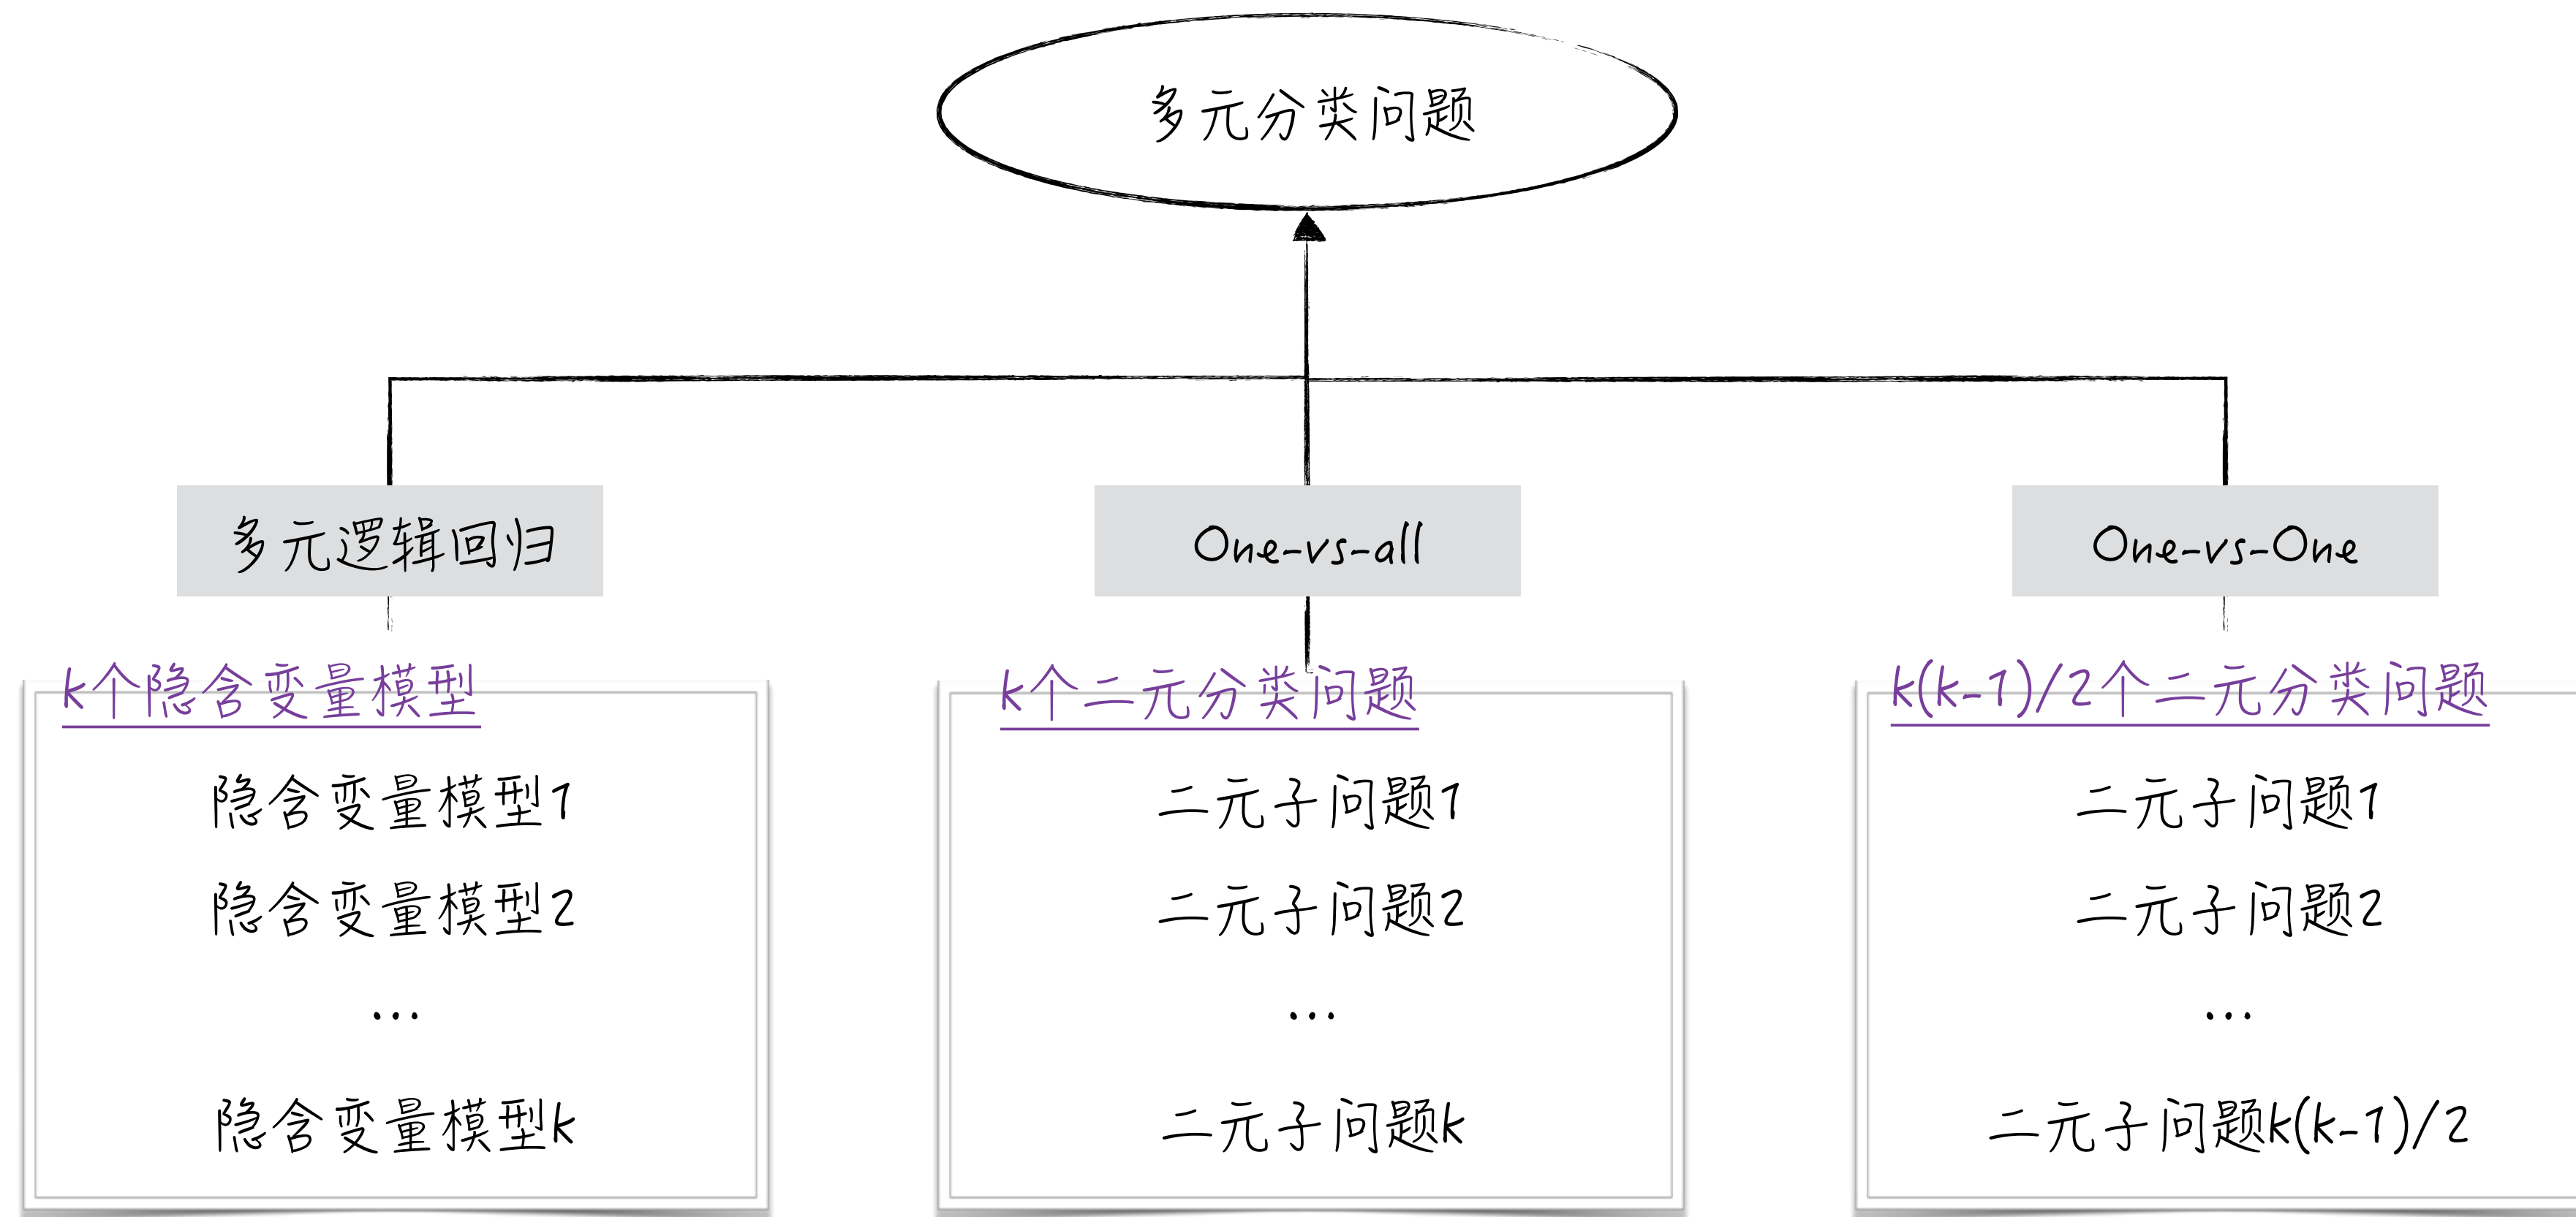 多元分类问题
多元逻辑回归
One-vs-all
One-vs-One
k个隐含变量模型
隐含变量模型1
隐含变量模型2
...
隐含变量模型k
k个二元分类问题
二元子问题1
二元子问题2
...
二元子问题k
k(k-1)/2个二元分类问题
二元子问题1
二元子问题2
...
二元子问题k(k-1)/2